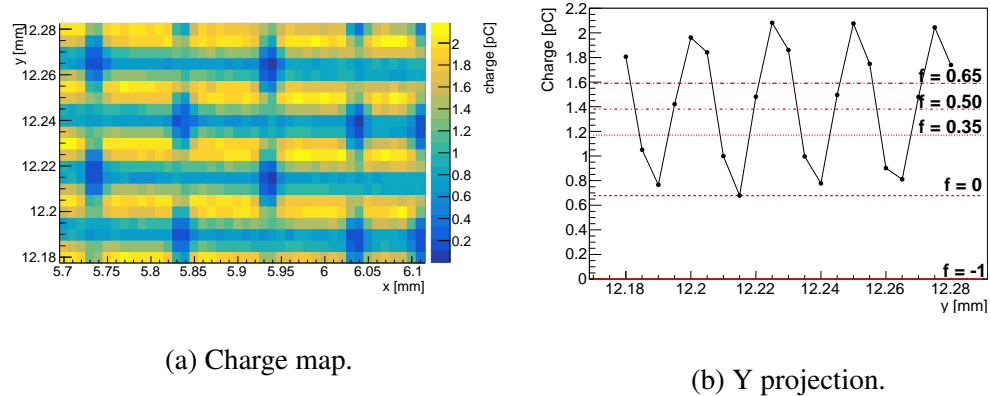 y [mm]
12.28
12.26
12.24
12.22
12.2
12.18
5.7 5.75 5.8 5.85 5.9 5.95 6 6.05 6.1
x [mm]
2
1.8
1.6
1.4
1.2
1
0.8
0.6
0.4
0.2
charge [pC]
(a) Charge map.
Charge [pC]
2.2
2
1.8
1.6
1.4
1.2
1
0.8
0.6
0.4
0.2
0
f = 0.65
f = 0.50
f = 0.35
f = 0
f = -1
12.18 12.2 12.22 12.24 12.26 12.28
y [mm]
(b) Y projection.